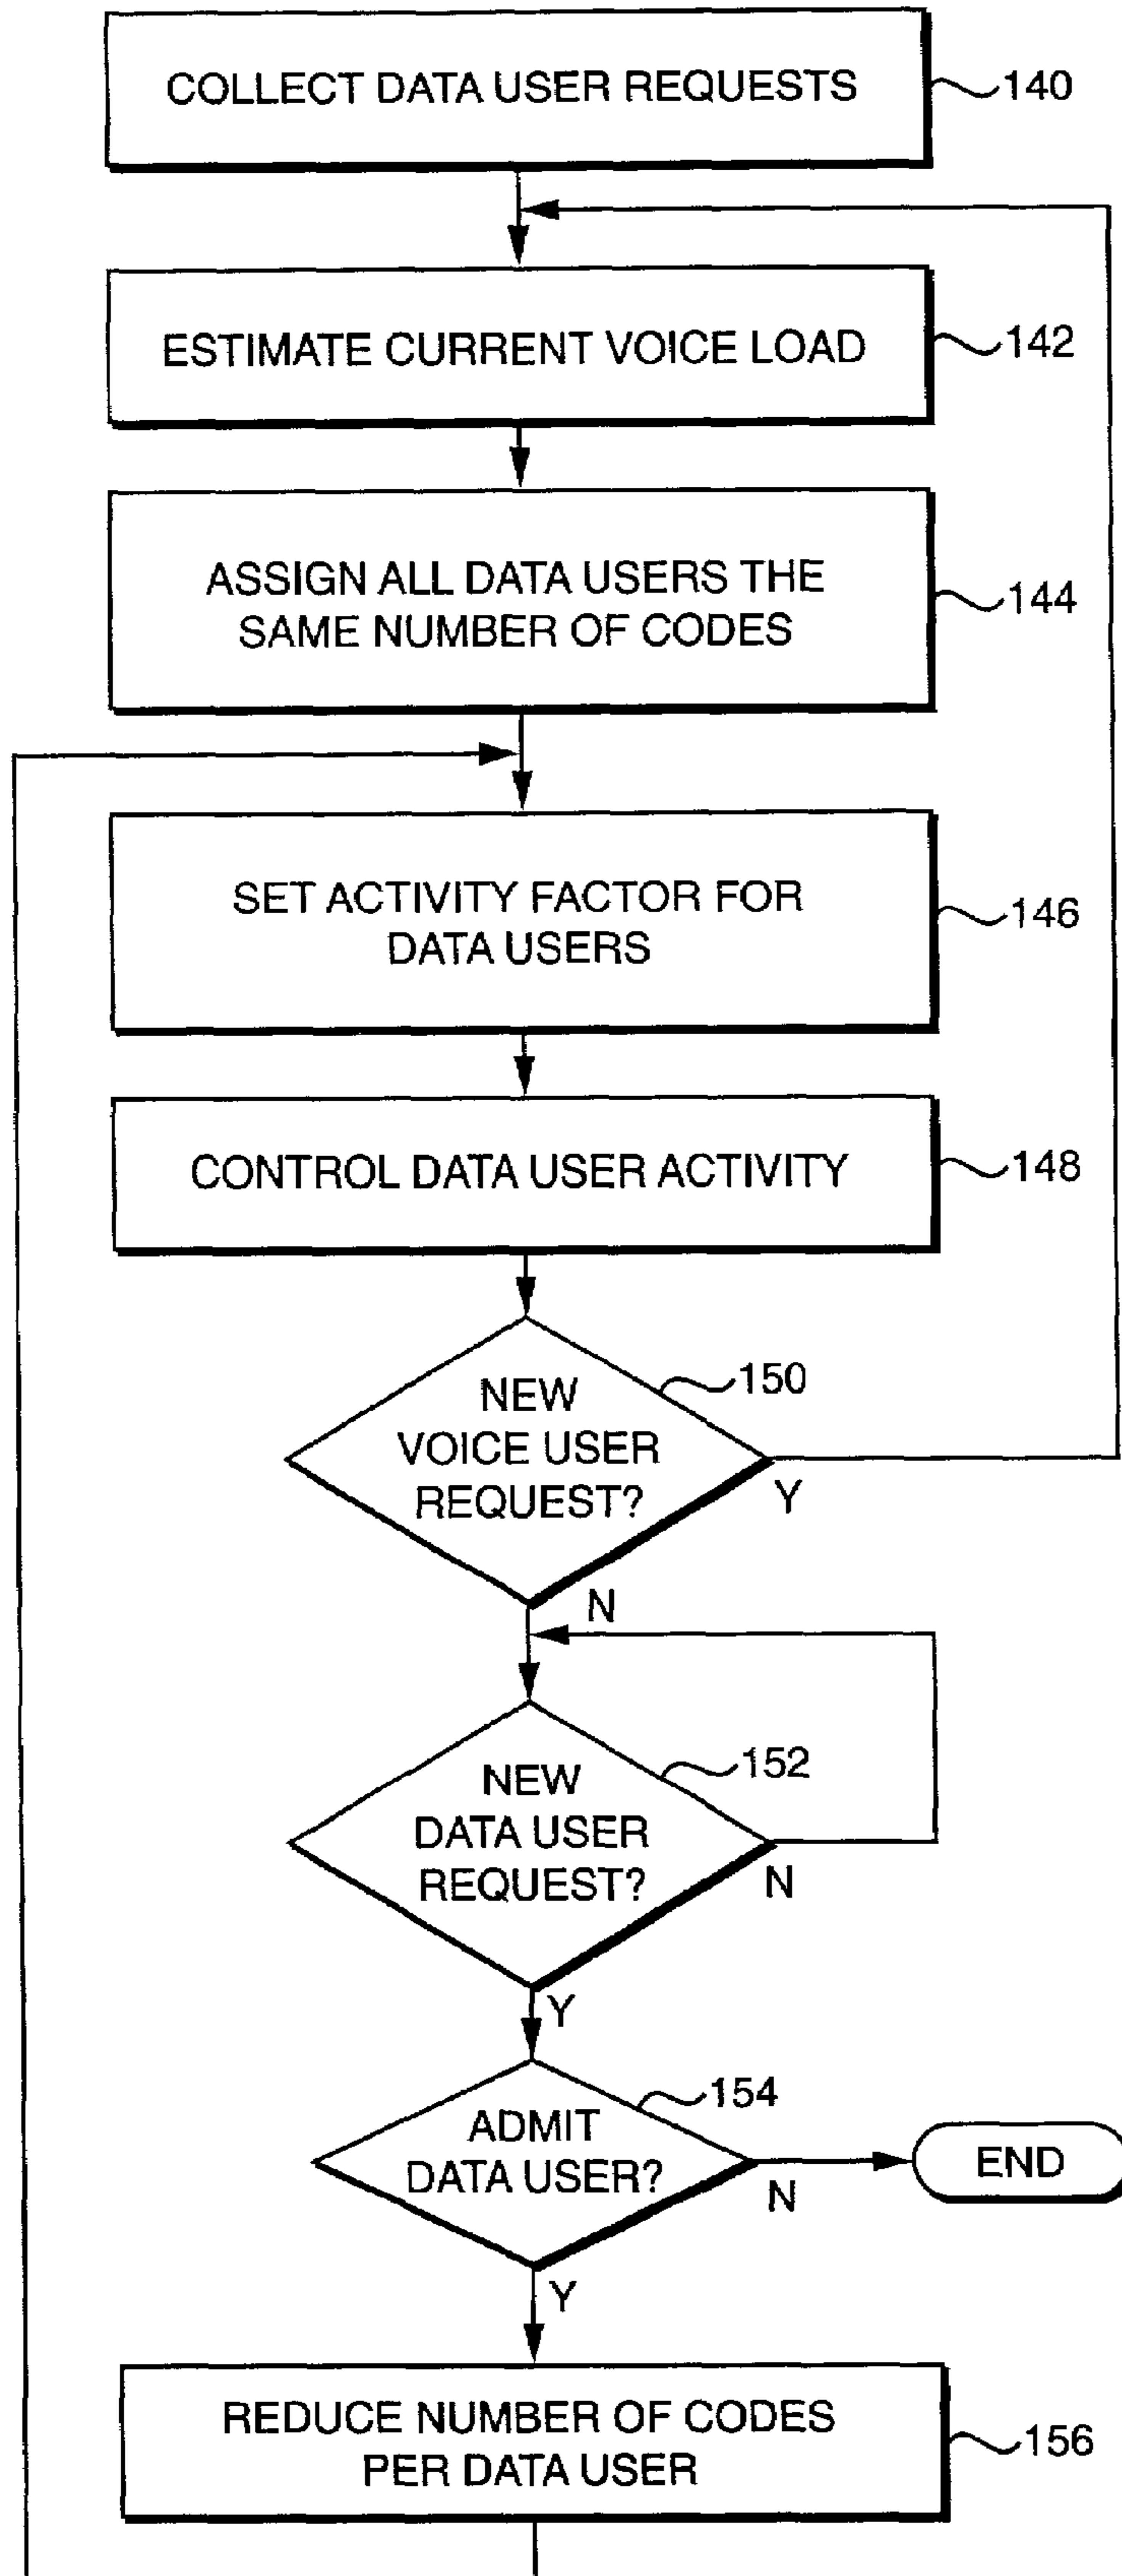 COLLECT DATA USER REQUESTS
140
ESTIMATE CURRENT VOICE LOAD
142
ASSIGN ALL DATA USERS THE
SAME NUMBER OF CODES
144
SET ACTIVITY FACTOR FOR
DATA USERS
146
CONTROL DATA USER ACTIVITY
148
NEW
VOICE USER
REQUEST?
150
Y
N
NEW
DATA USER
REQUEST?
152
N
Y
ADMIT
DATA USER?
154
N
END
Y
REDUCE NUMBER OF CODES
PER DATA USER
156